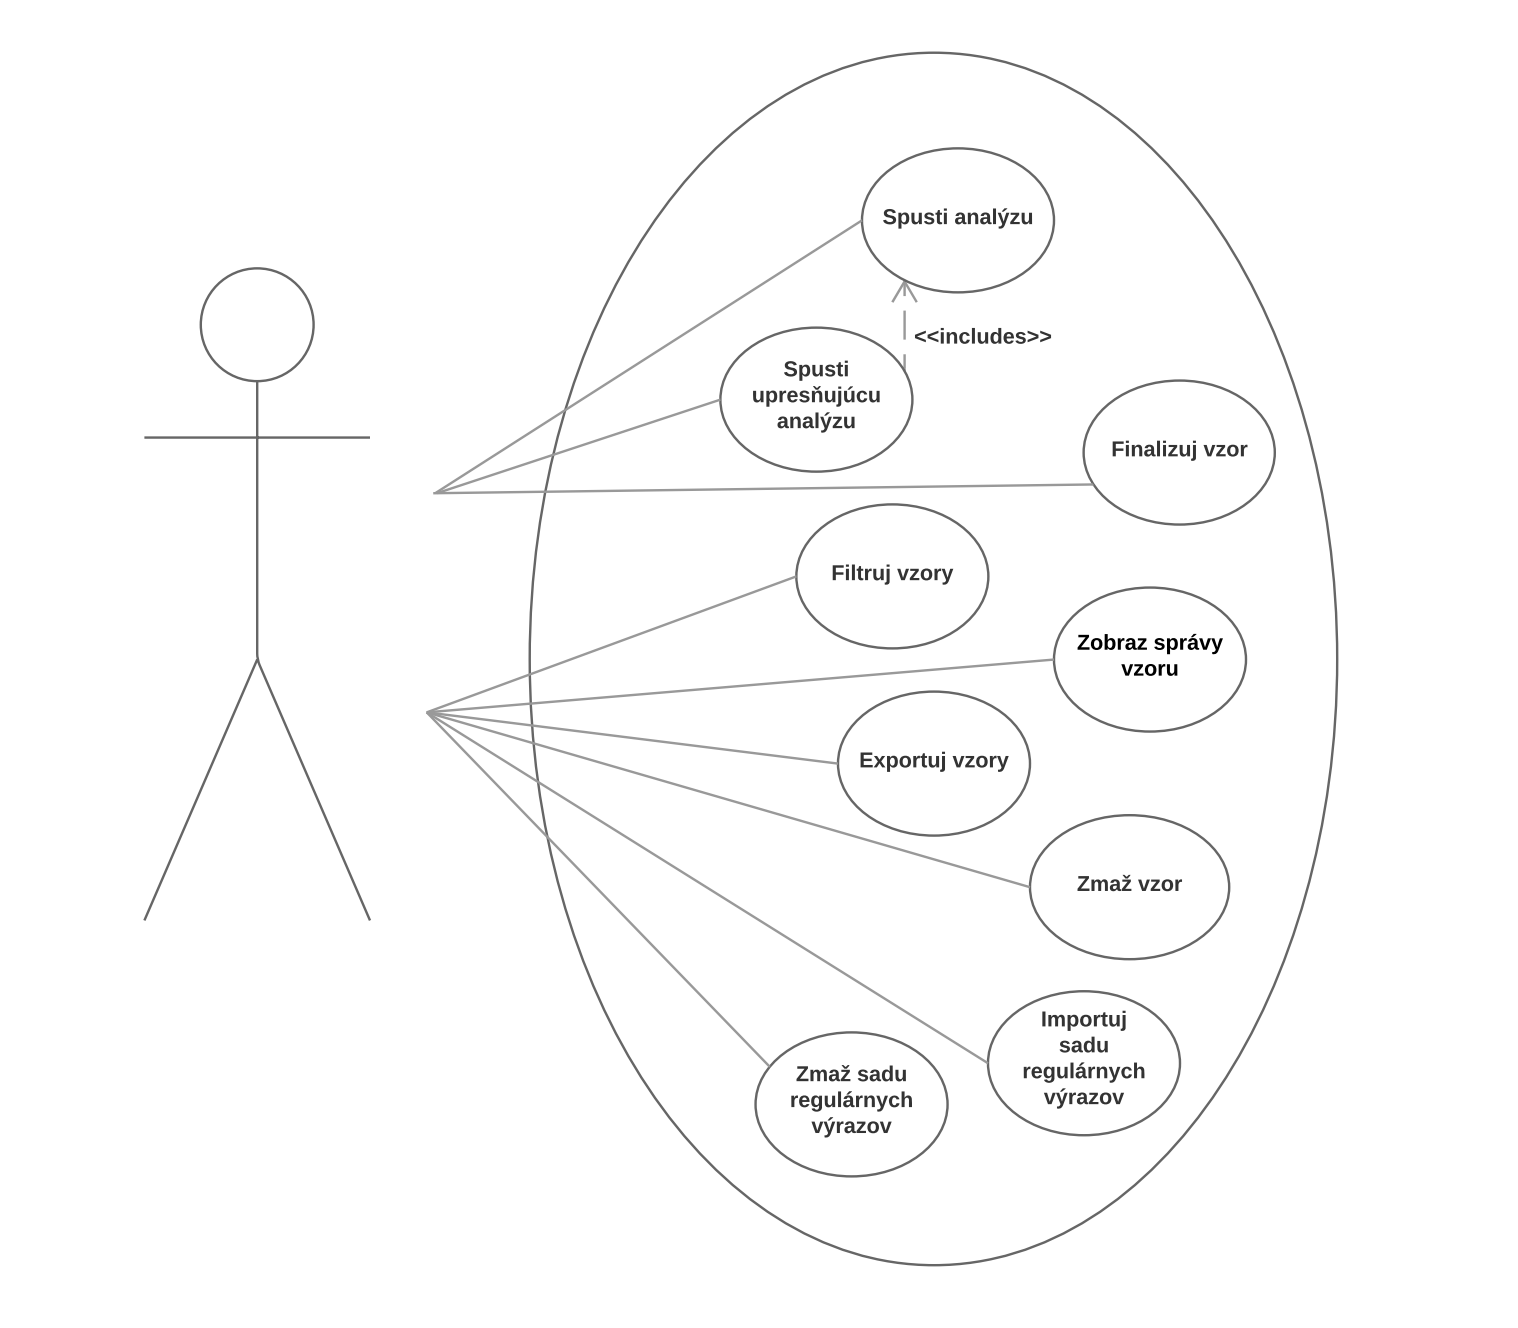 Spusti analýzu
<<includes>>
Spusti
upresňujúcu
analýzu
Finalizuj vzor
Filtruj vzory
Zobraz správy
vzoru
Exportuj vzory
Zmaž vzor
Importuj
sadu
regulárnych
výrazov
Zmaž sadu
regulárnych
výrazov